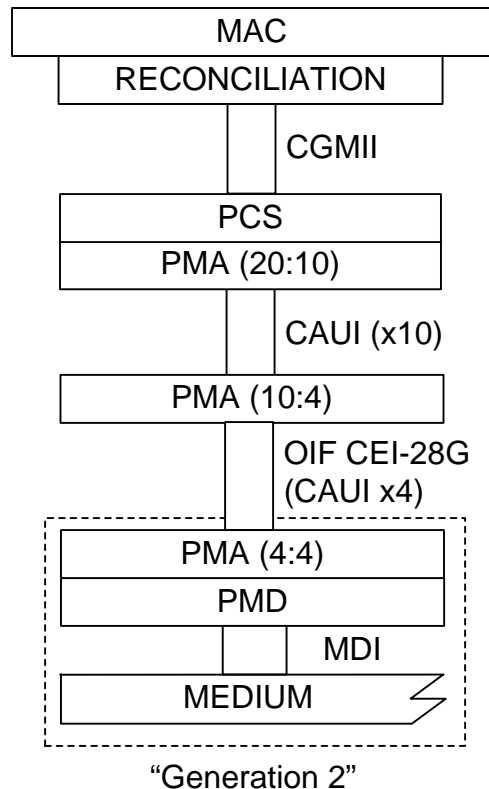 MAC
RECONCILIATION
CGMII
PCS
PMA (20:10)
CAUI (x10)
PMA (10:4)
OIF CEI-28G
(CAUI x4)
PMA (4:4)
PMD
MDI
MEDIUM
“Generation 2”